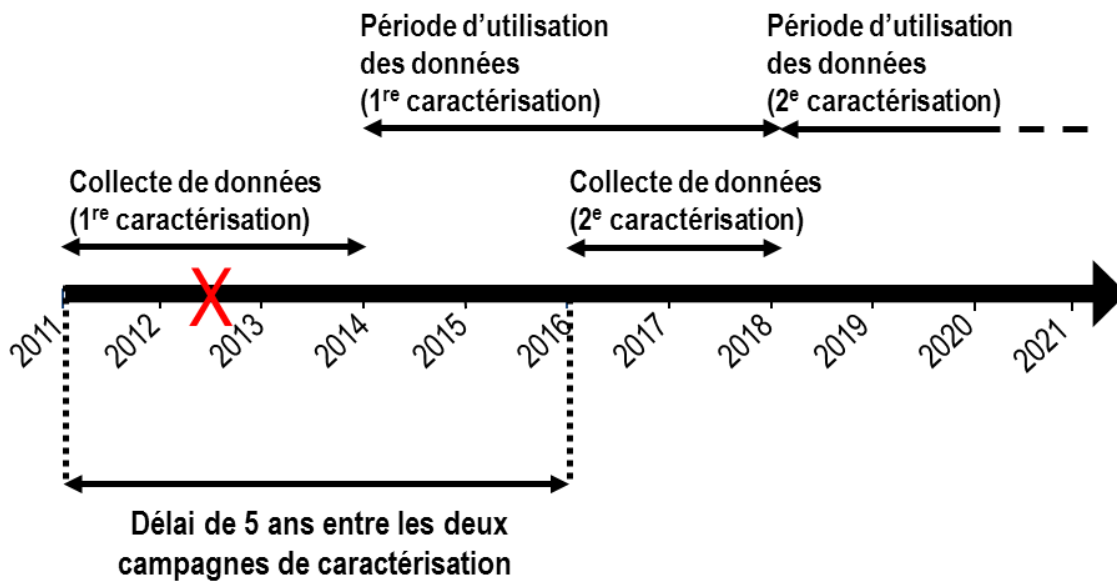 Période d’utilisation
des données
(1re caractérisation)
Période d’utilisation
des données
(2e caractérisation)
Collecte de données
(1re caractérisation)
Collecte de données
(2e caractérisation)
X
2011
2012
2013
2014
2015
2016
2017
2018
2019
2020
2021
Délai de 5 ans entre les deux
campagnes de caractérisation